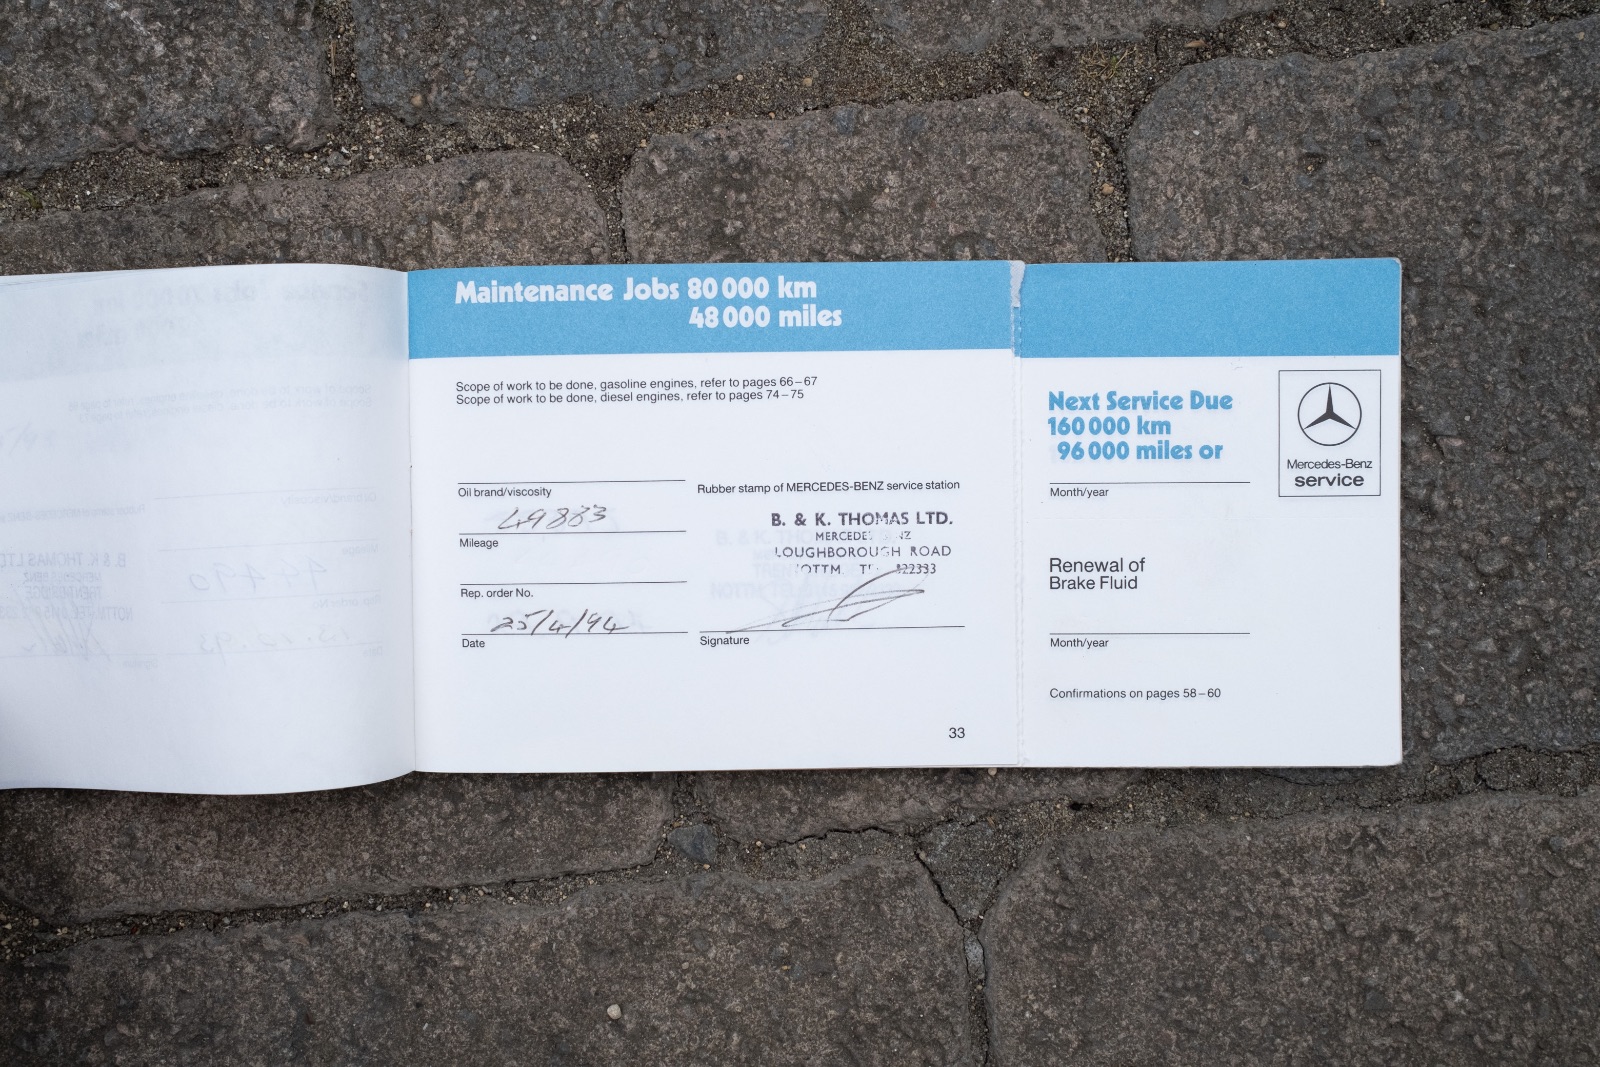 Maintenance Jobs 80 000 km
48 000 miles
Scope of work to be done, gasoline engines, refer to pages 66–67
Scope of work to be done, diesel engines, refer to pages 74–75
Oil brand/viscosity
49883
Mileage
Rep. order No.
25/4/94
Date
Rubber stamp of MERCEDES-BENZ service station
B. & K. THOMAS LTD.
LOUGHBOROUGH ROAD
Signature
33
Next Service Due
160 000 km
96 000 miles or
Month/year
Renewal of
Brake Fluid
Month/year
Confirmations on pages 58–60
Mercedes-Benz
service